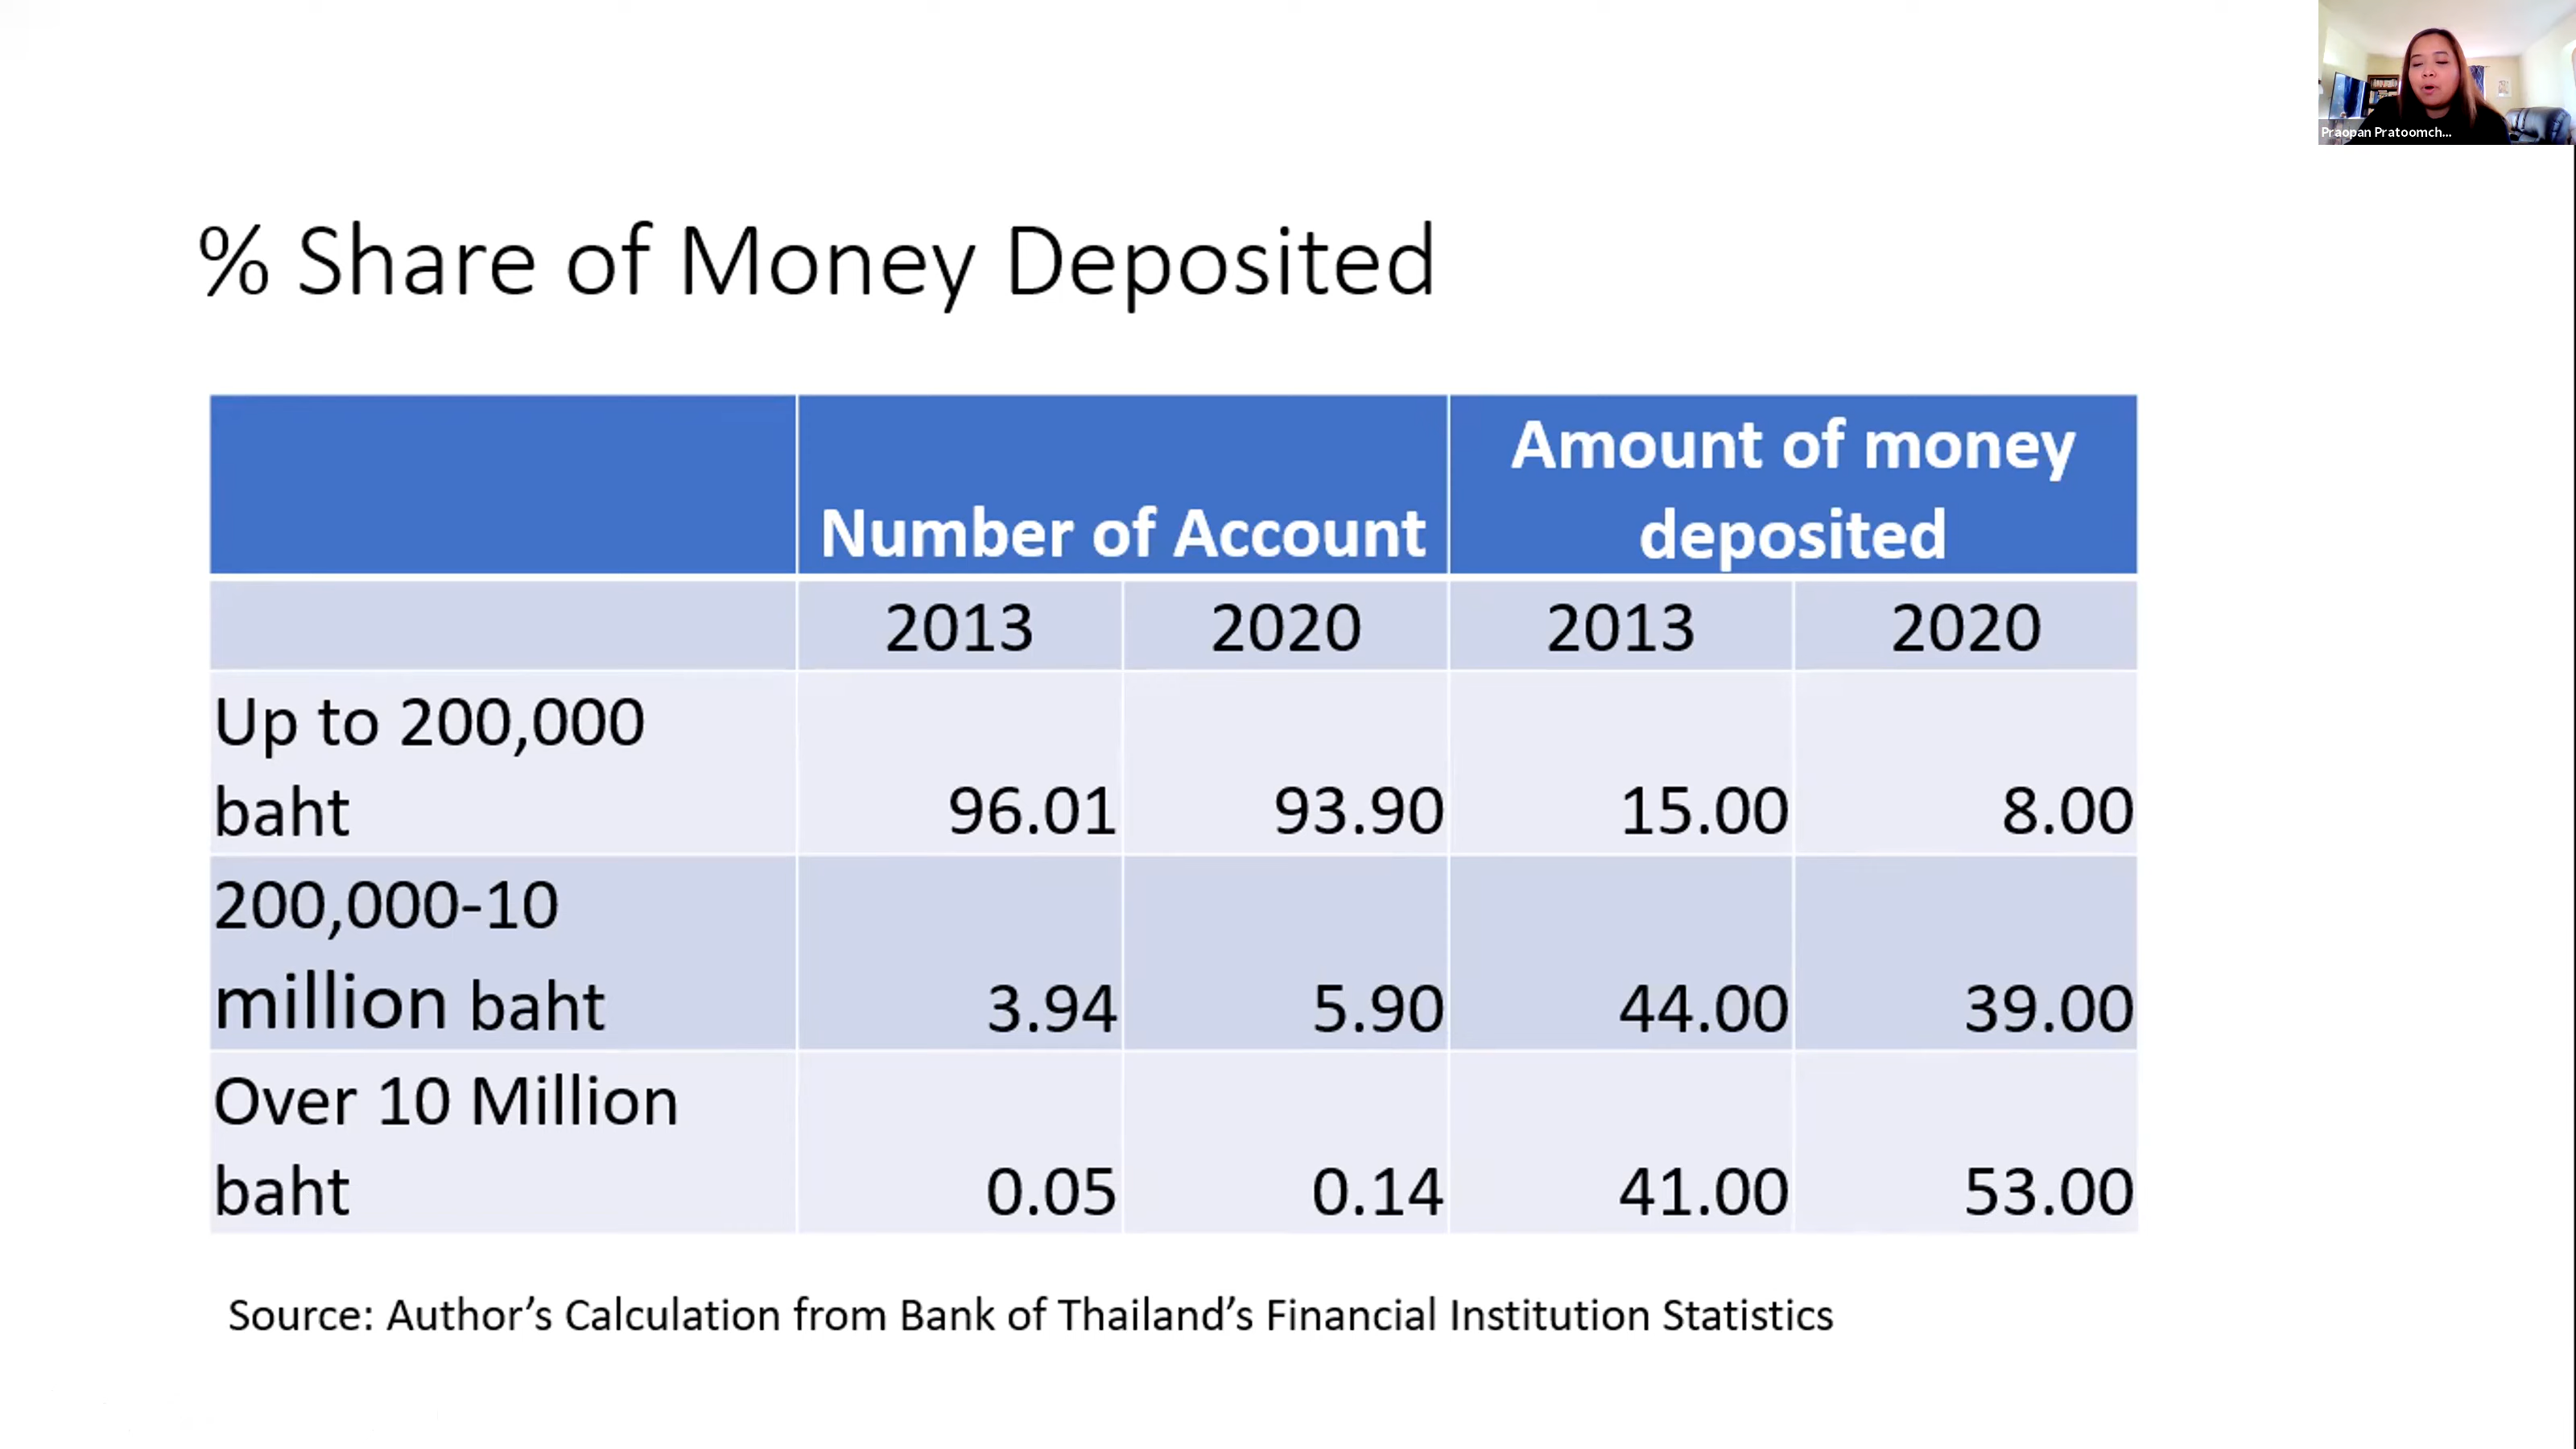 Praopan Pratoomch...
% Share of Money Deposited
Number of Account
Amount of money
deposited
2013 2020 2013 2020
Up to 200,000
baht 96.01 93.90 15.00 8.00
200,000-10
million baht 3.94 5.90 44.00 39.00
Over 10 Million
baht 0.05 0.14 41.00 53.00
Source: Author’s Calculation from Bank of Thailand’s Financial Institution Statistics